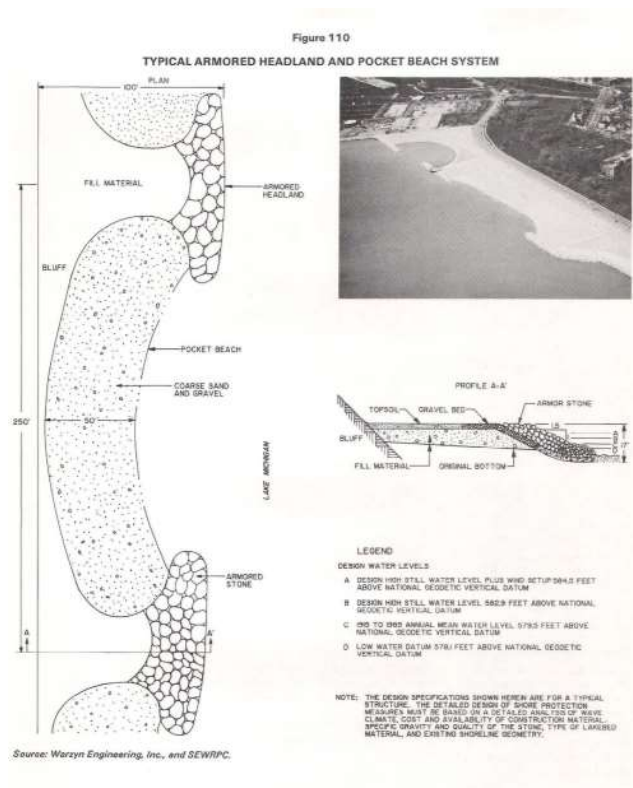 Figure 110
TYPICAL ARMORED HEADLAND AND POCKET BEACH SYSTEM
PLAN
100'
FILL MATERIAL
ARMORED
HEADLAND
BLUFF
POCKET BEACH
COARSE SAND
AND GRAVEL
250'
50'
LAKE MICHIGAN
ARMORED
STONE
A
A'
PROFILE A-A'
ARMOR STONE
TOPSOIL
GRAVEL BED
BLUFF
17'
FILL MATERIAL
ORIGINAL BOTTOM
LEGEND
DESIGN WATER LEVELS
A DESIGN HIGH STILL WATER LEVEL PLUS WIND SETUP 584.0 FEET
ABOVE NATIONAL GEODETIC VERTICAL DATUM
B DESIGN HIGH STILL WATER LEVEL 582.9 FEET ABOVE NATIONAL
GEODETIC VERTICAL DATUM
C 1915 TO 1985 ANNUAL MEAN WATER LEVEL 579.5 FEET ABOVE
NATIONAL GEODETIC VERTICAL DATUM
D LOW WATER DATUM 578.1 FEET ABOVE NATIONAL GEODETIC
VERTICAL DATUM
NOTE: THE DESIGN SPECIFICATIONS SHOWN HEREIN ARE FOR A TYPICAL
STRUCTURE. THE DETAILED DESIGN OF SHORE PROTECTION
MEASURES MUST BE BASED ON A DETAILED ANALYSIS OF WAVE
CLIMATE, COST AND AVAILABILITY OF CONSTRUCTION MATERIAL,
SPECIFIC GRAVITY AND QUALITY OF THE STONE, TYPE OF LAKEBED
MATERIAL, AND EXISTING SHORELINE GEOMETRY.
Source: Warzyn Engineering, Inc., and SEWRPC.